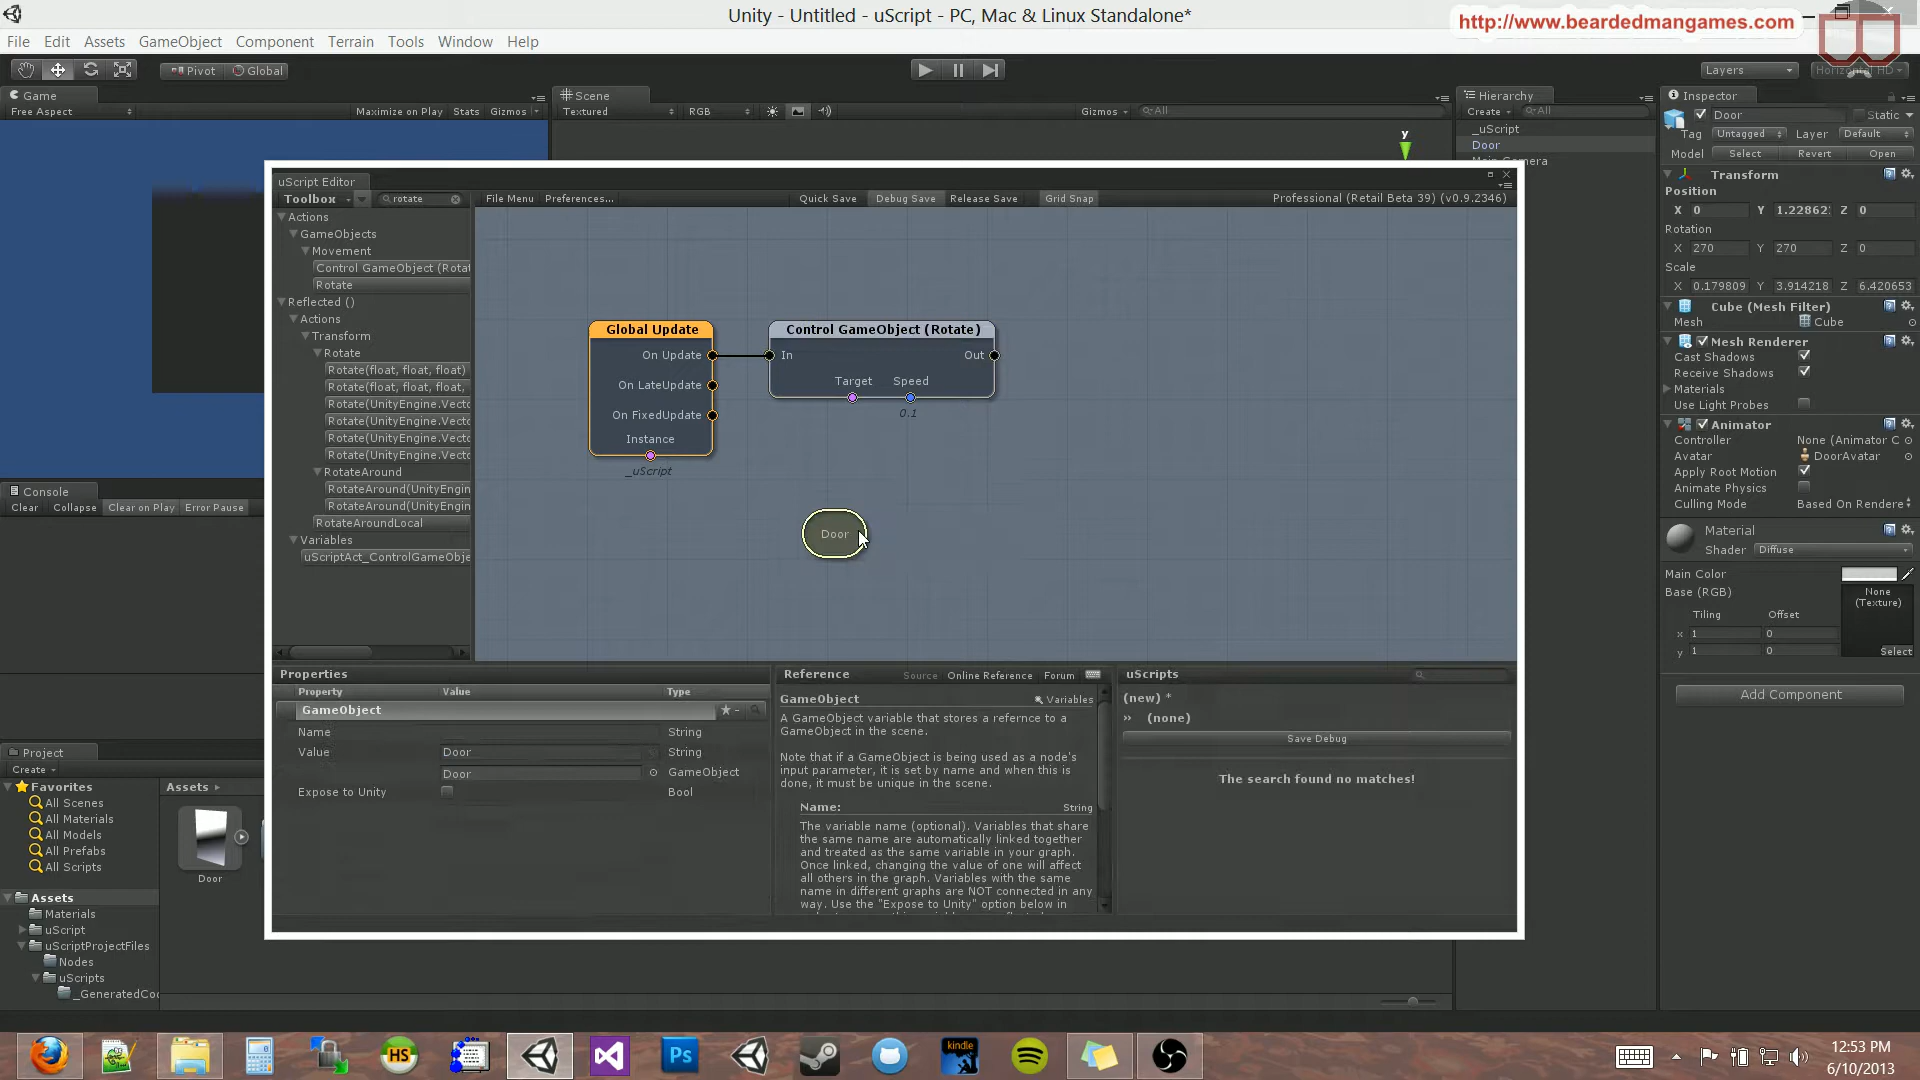 Unity - Untitled - uScript - PC, Mac & Linux Standalone*
http://www.beardedmangames.com
File Edit Assets GameObject Component Terrain Tools Window Help
Pivot Global
Layers
Horizontal HD
Game
Free Aspect
Maximize on Play Stats Gizmos
Scene
Textured RGB Gizmos All
y
Hierarchy
Create All
_uScript
Door
Main Camera
Inspector
Door Static
Tag Untagged Layer Default
Model Select Revert Open
Transform
Position
X 0 Y 1.22862 Z 0
Rotation
X 270 Y 270 Z 0
Scale
X 0.179809 Y 3.914218 Z 6.420653
Cube (Mesh Filter)
Mesh Cube
Mesh Renderer
Cast Shadows
Receive Shadows
Materials
Use Light Probes
Animator
Controller None (Animator C
Avatar DoorAvatar
Apply Root Motion
Animate Physics
Culling Mode Based On Rendere
Material
Shader Diffuse
Main Color
Base (RGB)
None
(Texture)
Tiling Offset
x 1 0
y 1 0
Select
Add Component
uScript Editor
Toolbox rotate
File Menu Preferences... Quick Save Debug Save Release Save Grid Snap Professional (Retail Beta 39) (v0.9.2346)
Actions
GameObjects
Movement
Control GameObject (Rotat
Rotate
Reflected ()
Actions
Transform
Rotate
Rotate(float, float, float)
Rotate(float, float, float,
Rotate(UnityEngine.Vecto
Rotate(UnityEngine.Vecto
Rotate(UnityEngine.Vecto
Rotate(UnityEngine.Vecto
RotateAround
RotateAround(UnityEngin
RotateAround(UnityEngin
RotateAroundLocal
Variables
uScriptAct_ControlGameObje
Global Update
On Update
On LateUpdate
On FixedUpdate
Instance
_uScript
Control GameObject (Rotate)
In Out
Target Speed
0.1
Door
Properties
Property Value Type
GameObject
Name String
Value Door String
Door GameObject
Expose to Unity Bool
Reference Source Online Reference Forum
GameObject Variables
A GameObject variable that stores a refernce to a
GameObject in the scene.
Note that if a GameObject is being used as a node's
input parameter, it is set by name and when this is
done, it must be unique in the scene.
Name: String
The variable name (optional). Variables that share
the same name are automatically linked together
and treated as the same variable in your graph.
Once linked, changing the value of one will affect
all others in the graph. Variables with the same
name in different graphs are NOT connected in any
way. Use the "Expose to Unity" option below in
uScripts
(new) *
» (none)
Save Debug
The search found no matches!
Console
Clear Collapse Clear on Play Error Pause
Project
Create
Favorites
All Scenes
All Materials
All Models
All Prefabs
All Scripts
Assets
Materials
uScript
uScriptProjectFiles
Nodes
uScripts
_GeneratedCo
Assets
Door
HS
Ps
kindle
12:53 PM
6/10/2013